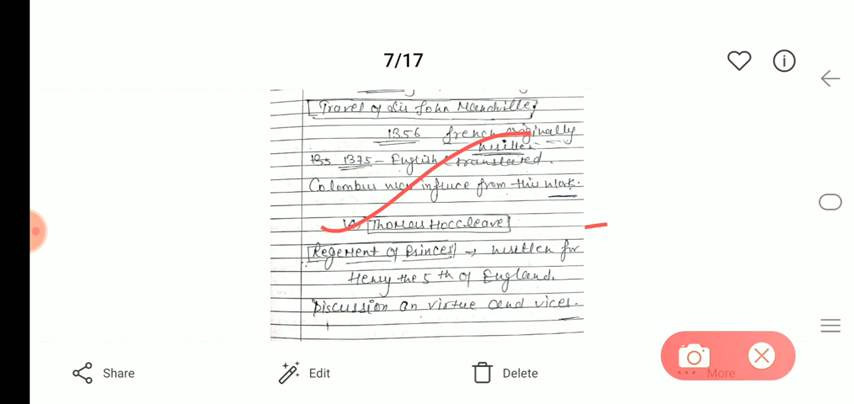 7/17
Travel of Sir John Mandville
1356 french originally
written
1375 - English translated.
Colombus was influce from this work.
10) Thomas Hoccleave
Regement of Princes → written for
Henry the 5th of England.
Discussion on virtue and vices.
Share Edit Delete More